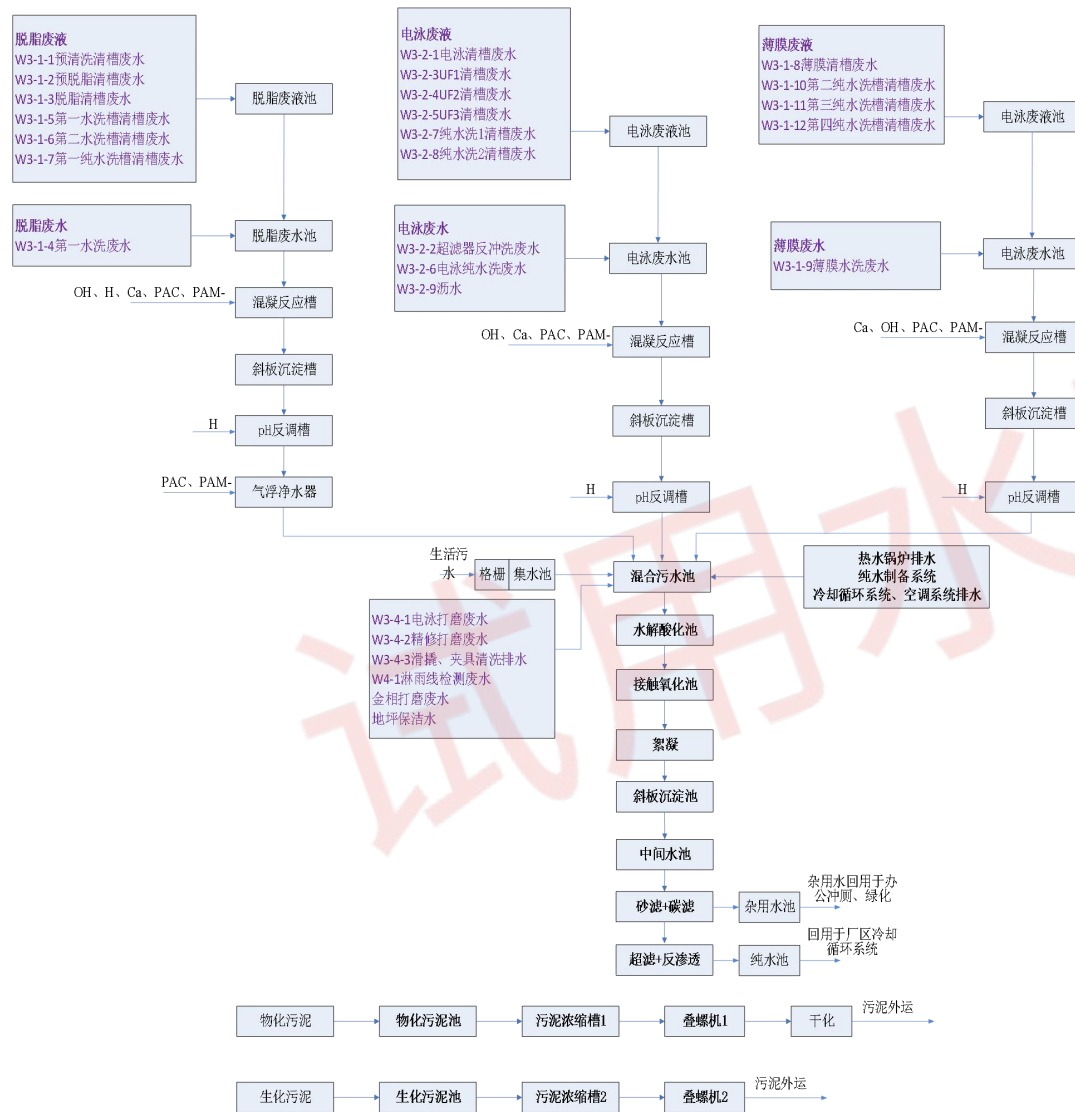 脱脂废液
W3-1-1预清洗清槽废水
W3-1-2预脱脂清槽废水
W3-1-3脱脂清槽废水
W3-1-5第一水洗槽清槽废水
W3-1-6第二水洗槽清槽废水
W3-1-7第一纯水洗槽清槽废水
脱脂废液池
脱脂废水
W3-1-4第一水洗废水
脱脂废水池
OH、H、Ca、PAC、PAM-
混凝反应槽
斜板沉淀槽
H
pH反调槽
PAC、PAM-
气浮净水器
电泳废液
W3-2-1电泳清槽废水
W3-2-3UF1清槽废水
W3-2-4UF2清槽废水
W3-2-5UF3清槽废水
W3-2-7纯水洗1清槽废水
W3-2-8纯水洗2清槽废水
电泳废液池
电泳废水
W3-2-2超滤器反冲洗废水
W3-2-6电泳纯水洗废水
W3-2-9沥水
电泳废水池
OH、Ca、PAC、PAM-
混凝反应槽
斜板沉淀槽
H
pH反调槽
薄膜废液
W3-1-8薄膜清槽废水
W3-1-10第二纯水洗槽清槽废水
W3-1-11第三纯水洗槽清槽废水
W3-1-12第四纯水洗槽清槽废水
电泳废液池
薄膜废水
W3-1-9薄膜水洗废水
电泳废水池
Ca、OH、PAC、PAM-
混凝反应槽
斜板沉淀槽
H
pH反调槽
生活污
水
格栅
集水池
混合污水池
热水锅炉排水
纯水制备系统
冷却循环系统、空调系统排水
W3-4-1电泳打磨废水
W3-4-2精修打磨废水
W3-4-3滑撬、夹具清洗排水
W4-1淋雨线检测废水
金相打磨废水
地坪保洁水
水解酸化池
接触氧化池
絮凝
斜板沉淀池
中间水池
砂滤+碳滤
杂用水池
杂用水回用于办
公冲厕、绿化
超滤+反渗透
纯水池
回用于厂区冷却
循环系统
物化污泥
物化污泥池
污泥浓缩槽1
叠螺机1
干化
污泥外运
生化污泥
生化污泥池
污泥浓缩槽2
叠螺机2
污泥外运
试用水